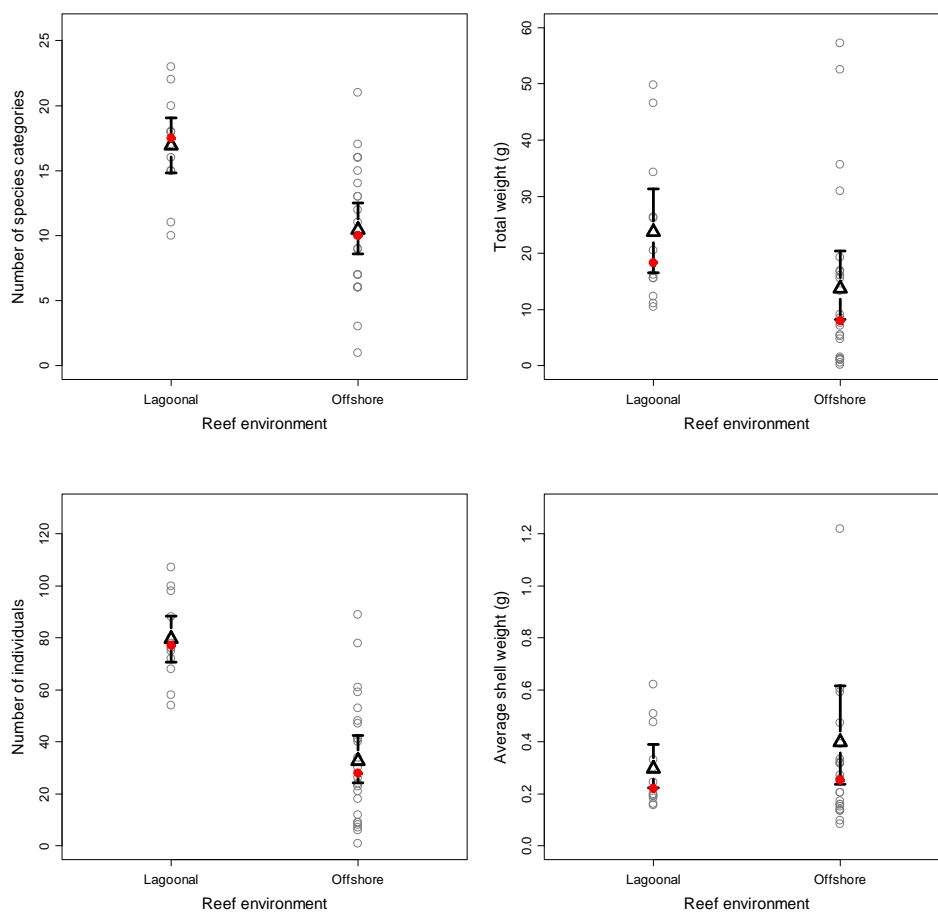 Number of species categories
25
20
15
10
5
0
Lagoonal Offshore
Reef environment
Total weight (g)
60
50
40
30
20
10
0
Lagoonal Offshore
Reef environment
Number of individuals
120
100
80
60
40
20
0
Lagoonal Offshore
Reef environment
Average shell weight (g)
1.2
1.0
0.8
0.6
0.4
0.2
0.0
Lagoonal Offshore
Reef environment